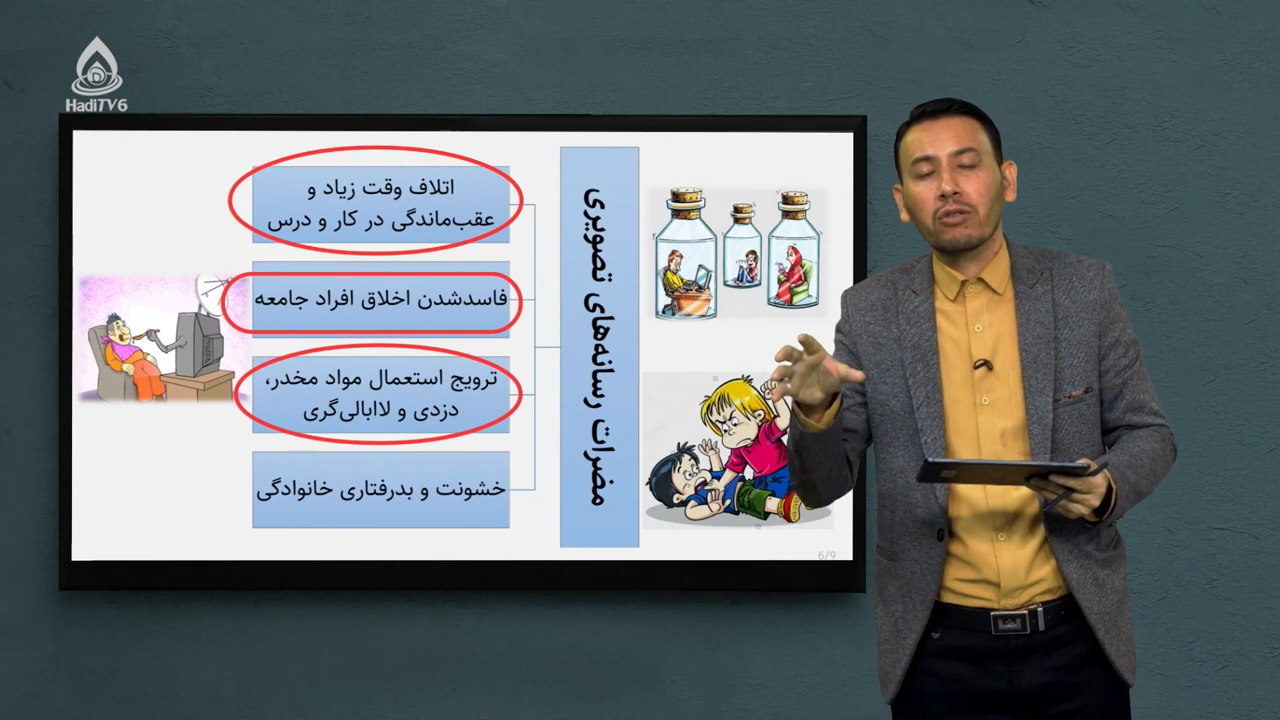 HadiTV6
مضرات رسانه‌های تصویری
اتلاف وقت زیاد و
عقب‌ماندگی در کار و درس
فاسدشدن اخلاق افراد جامعه
ترویج استعمال مواد مخدر،
دزدی و لاابالی‌گری
خشونت و بدرفتاری خانوادگی
6/9